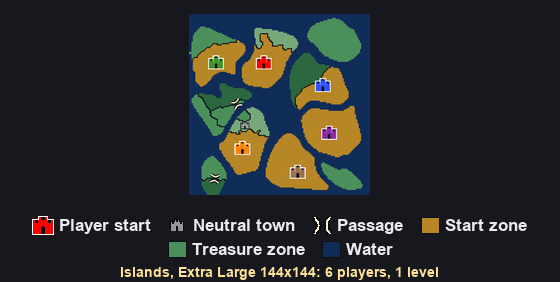 Player start Neutral town Passage Start zone
Treasure zone Water
Islands, Extra Large 144x144: 6 players, 1 level